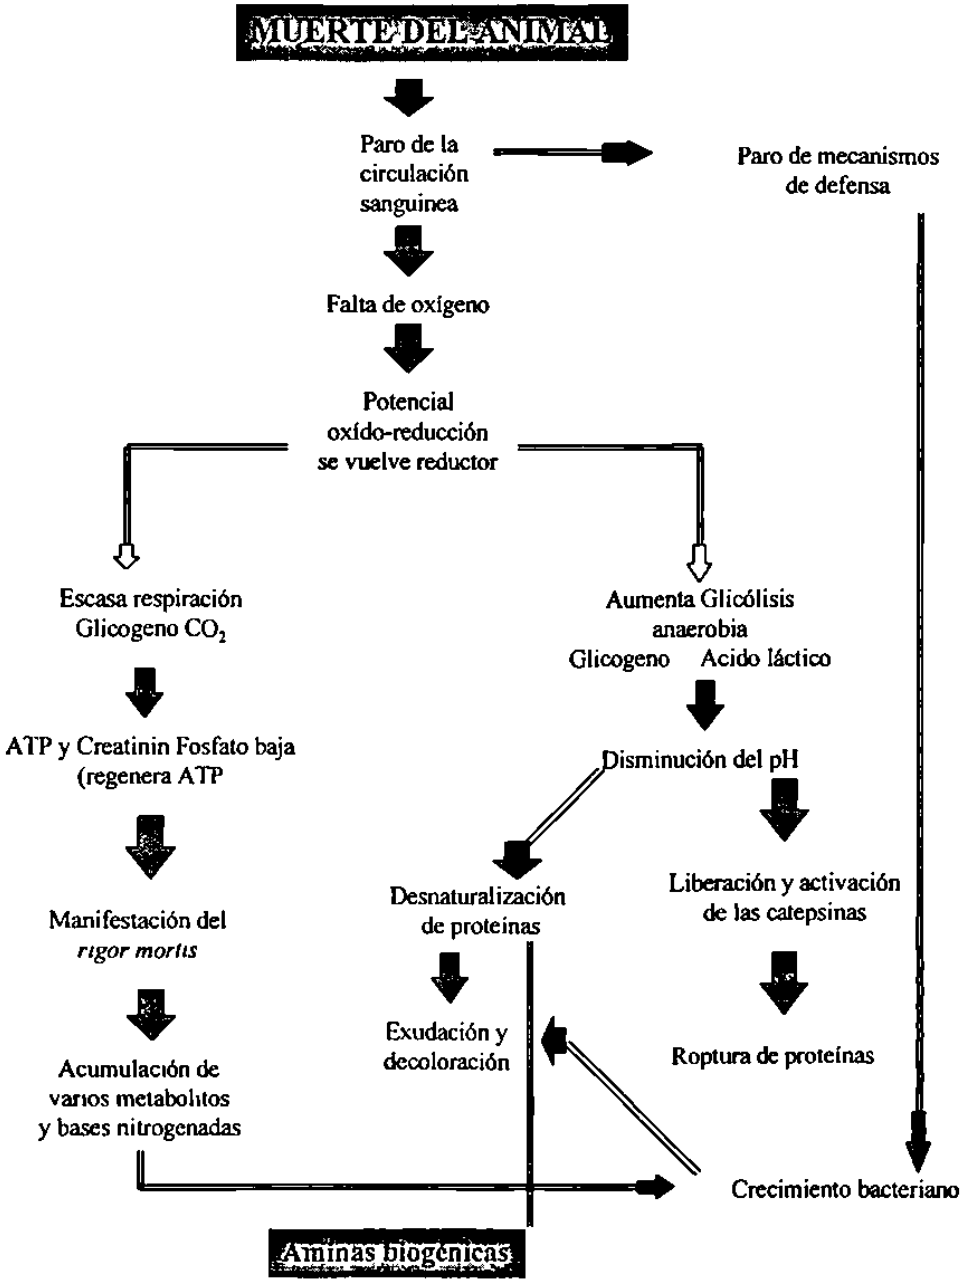 MUERTE DEL ANIMAL
Paro de la
circulación
sanguinea
Paro de mecanismos
de defensa
Falta de oxígeno
Potencial
oxído-reducción
se vuelve reductor
Escasa respiración
Glicogeno CO₂
Aumenta Glicólisis
anaerobia
Glicogeno Acido láctico
ATP y Creatinin Fosfato baja
(regenera ATP
Disminución del pH
Desnaturalización
de proteínas
Liberación y activación
de las catepsinas
Manifestación del
rigor mortis
Exudación y
decoloración
Roptura de proteínas
Acumulación de
varios metabolitos
y bases nitrogenadas
Crecimiento bacteriano
Aminas biogénicas